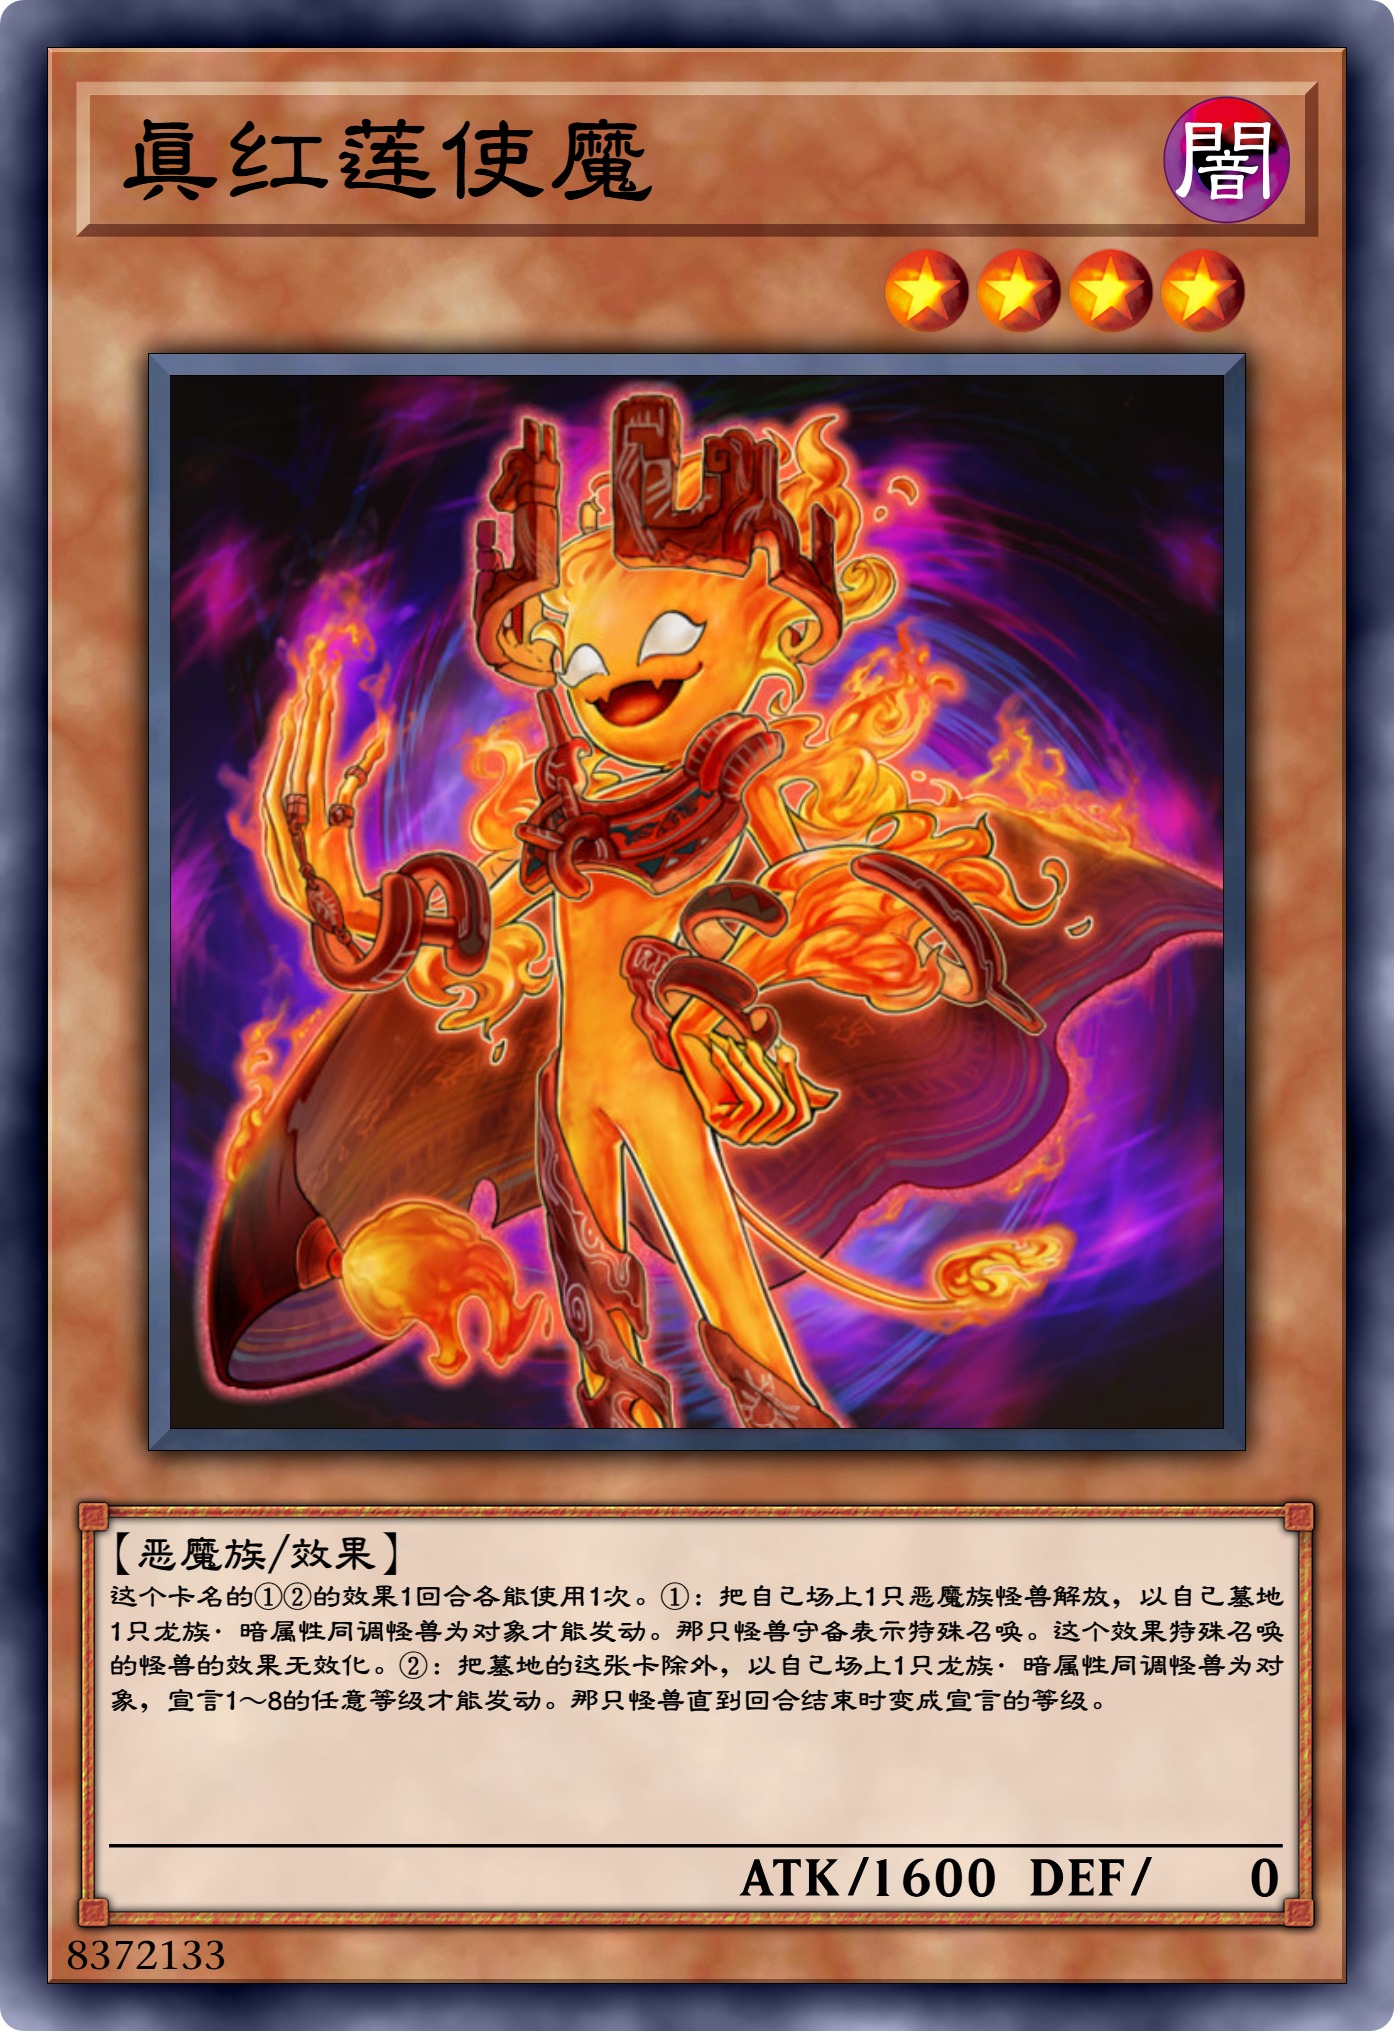 眞红莲使魔
闇
【恶魔族/效果】
这个卡名的①②的效果1回合各能使用1次。①：把自己场上1只恶魔族怪兽解放，以自己墓地
1只龙族·暗属性同调怪兽为对象才能发动。那只怪兽守备表示特殊召唤。这个效果特殊召唤
的怪兽的效果无效化。②：把墓地的这张卡除外，以自己场上1只龙族·暗属性同调怪兽为对
象，宣言1～8的任意等级才能发动。那只怪兽直到回合结束时变成宣言的等级。
ATK/1600 DEF/ 0
8372133